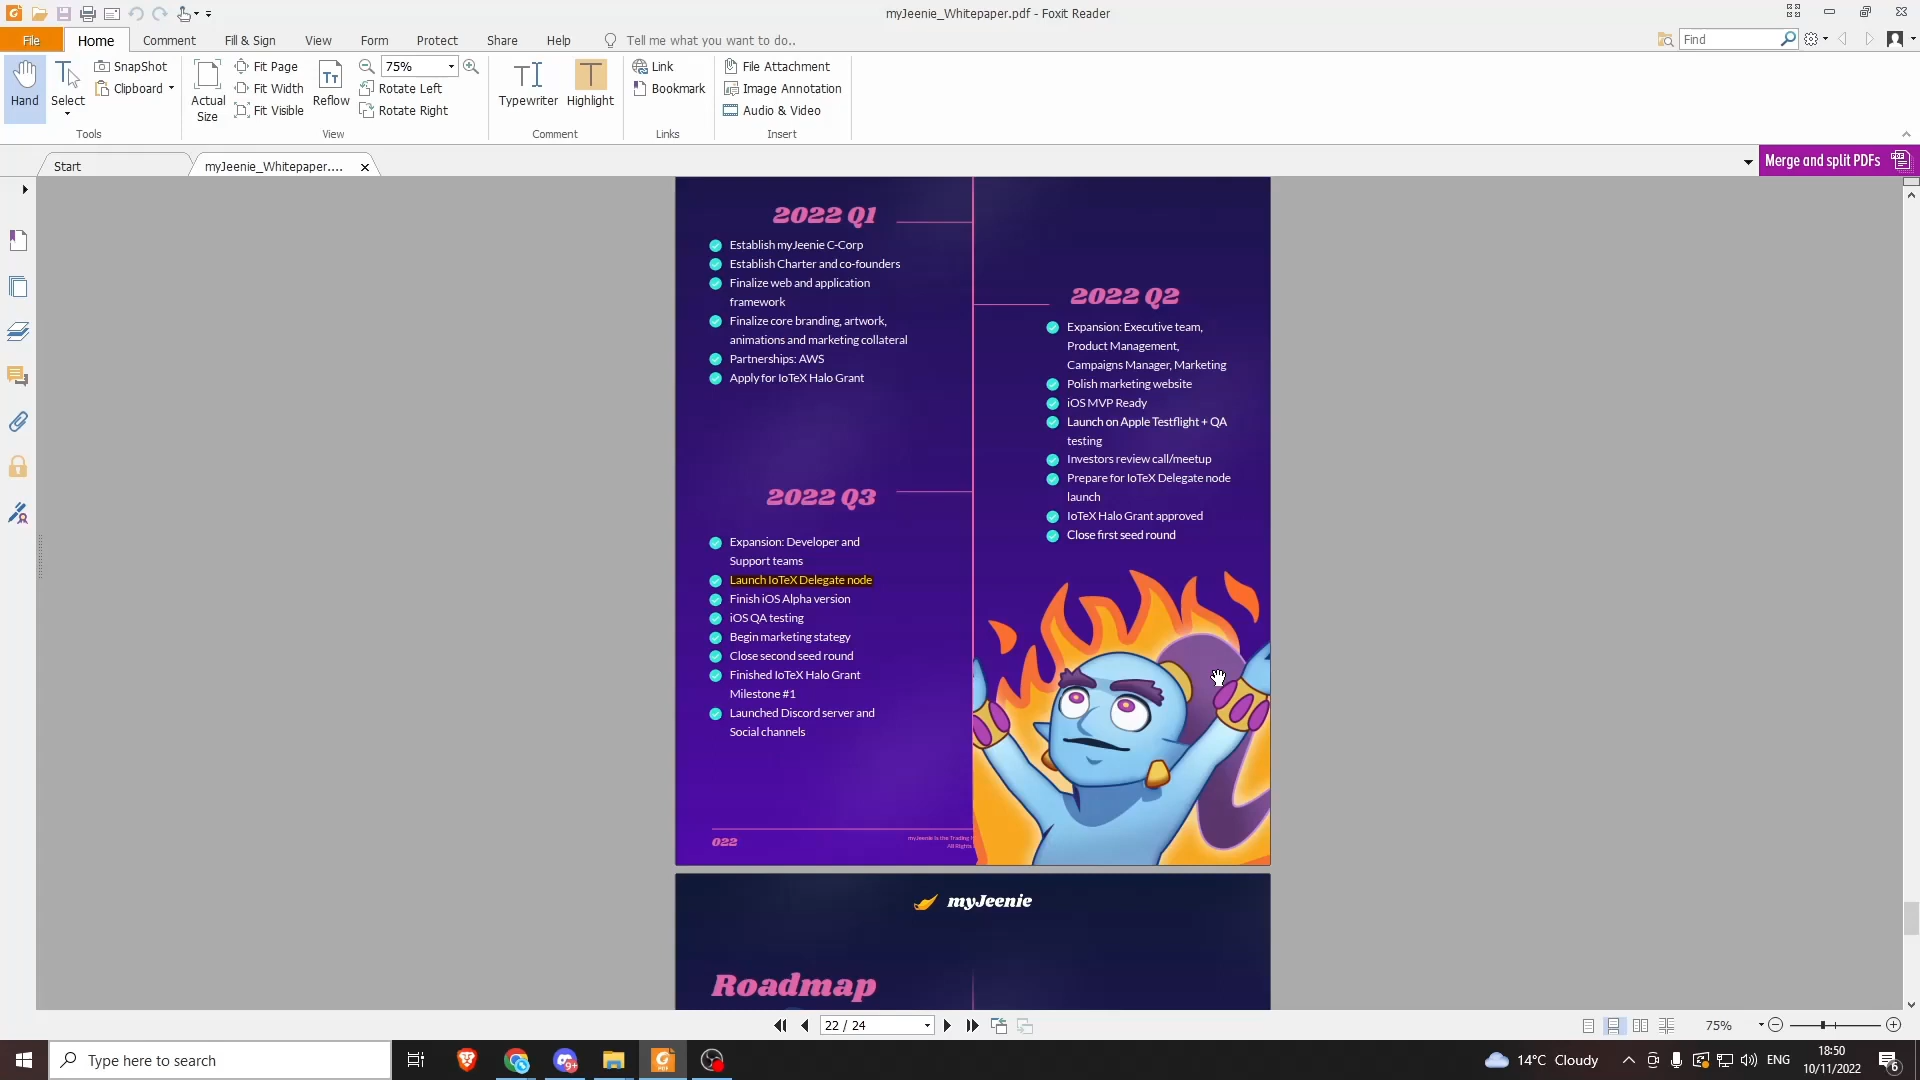 myJeenie_Whitepaper.pdf - Foxit Reader
File
Home
Comment
Fill & Sign
View
Form
Protect
Share
Help
Tell me what you want to do..
Find
Hand
Select
SnapShot
Clipboard
Tools
Actual
Size
Fit Page
Fit Width
Fit Visible
Reflow
75%
Rotate Left
Rotate Right
View
Typewriter
Highlight
Comment
Link
Bookmark
Links
File Attachment
Image Annotation
Audio & Video
Insert
Start
myJeenie_Whitepaper....
Merge and split PDFs
2022 Q1
Establish myJeenie C-Corp
Establish Charter and co-founders
Finalize web and application
framework
Finalize core branding, artwork,
animations and marketing collateral
Partnerships: AWS
Apply for IoTeX Halo Grant
2022 Q2
Expansion: Executive team,
Product Management,
Campaigns Manager, Marketing
Polish marketing website
iOS MVP Ready
Launch on Apple Testflight + QA
testing
Investors review call/meetup
Prepare for IoTeX Delegate node
launch
IoTeX Halo Grant approved
Close first seed round
2022 Q3
Expansion: Developer and
Support teams
Launch IoTeX Delegate node
Finish iOS Alpha version
iOS QA testing
Begin marketing stategy
Close second seed round
Finished IoTeX Halo Grant
Milestone #1
Launched Discord server and
Social channels
022
myJeenie is the Trading
All Rights
myJeenie
Roadmap
22 / 24
75%
Type here to search
9+
14°C Cloudy
ENG
18:50
10/11/2022
6